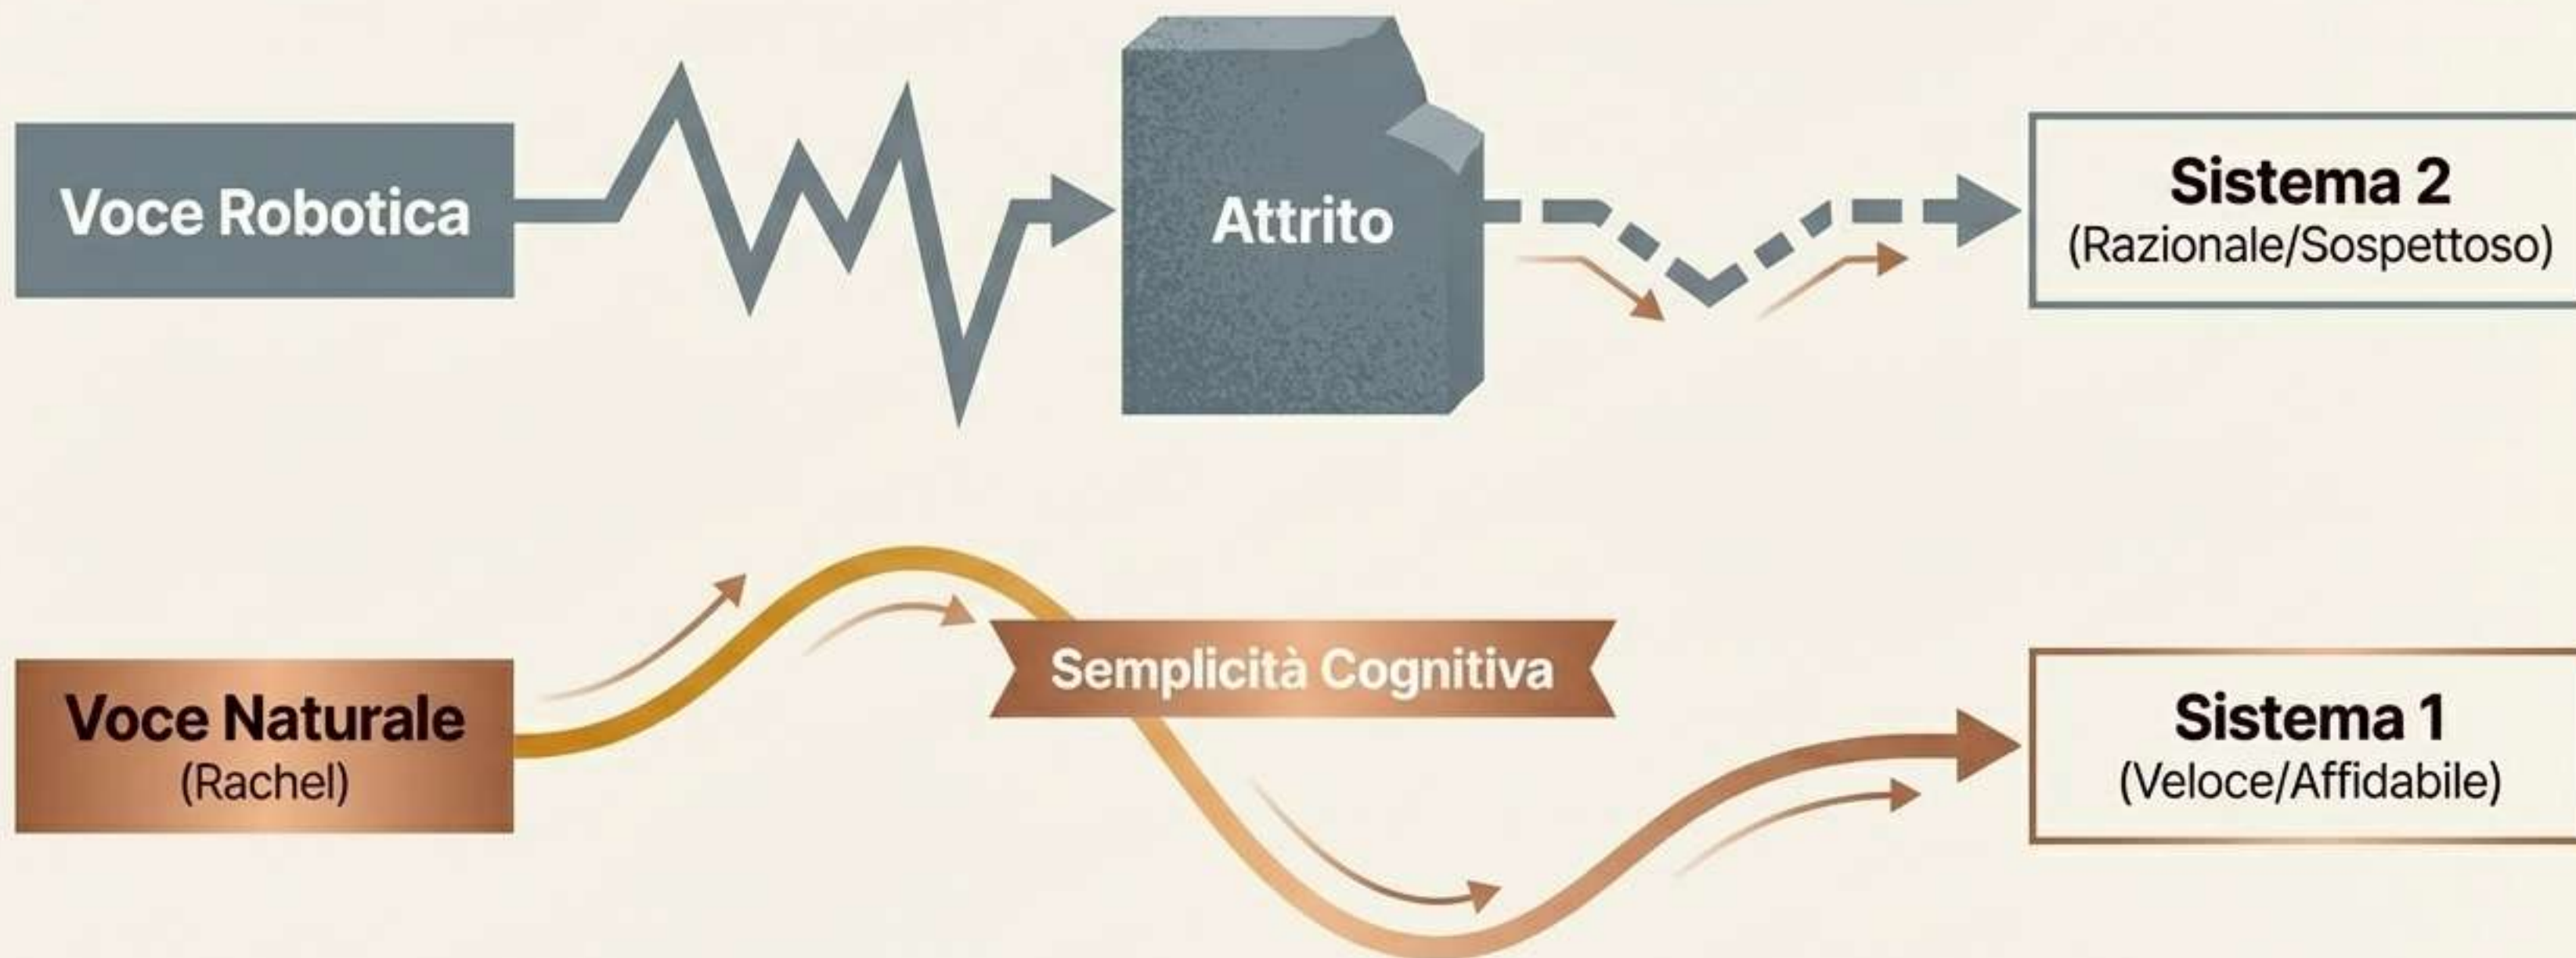 Voce Robotica
Attrito
Sistema 2
(Razionale/Sospettoso)
Voce Naturale
(Rachel)
Semplicità Cognitiva
Sistema 1
(Veloce/Affidabile)